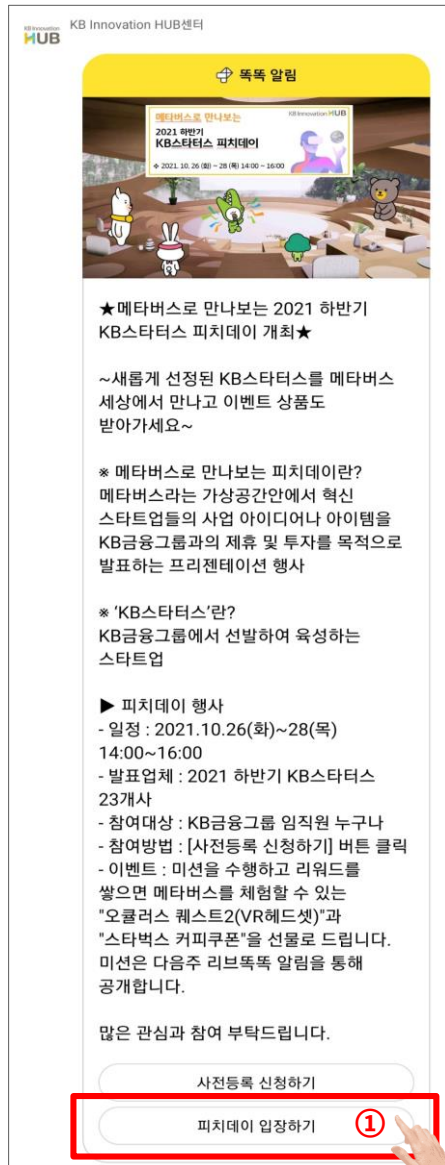 KB Innovation
HUB
KB Innovation HUB센터
똑똑 알림
메타버스로 만나보는
KB Innovation HUB
2021 하반기
KB스타터스 피치데이
❖ 2021. 10. 26 (화) ~ 28 (목) 14:00 ~ 16:00
★메타버스로 만나보는 2021 하반기
KB스타터스 피치데이 개최★
~새롭게 선정된 KB스타터스를 메타버스
세상에서 만나고 이벤트 상품도
받아가세요~
※ 메타버스로 만나보는 피치데이란?
메타버스라는 가상공간안에서 혁신
스타트업들의 사업 아이디어나 아이템을
KB금융그룹과의 제휴 및 투자를 목적으로
발표하는 프리젠테이션 행사
※ 'KB스타터스'란?
KB금융그룹에서 선발하여 육성하는
스타트업
▶ 피치데이 행사
- 일정 : 2021.10.26(화)~28(목)
14:00~16:00
- 발표업체 : 2021 하반기 KB스타터스
23개사
- 참여대상 : KB금융그룹 임직원 누구나
- 참여방법 : [사전등록 신청하기] 버튼 클릭
- 이벤트 : 미션을 수행하고 리워드를
쌓으면 메타버스를 체험할 수 있는
"오큘러스 퀘스트2(VR헤드셋)"과
"스타벅스 커피쿠폰"을 선물로 드립니다.
미션은 다음주 리브똑똑 알림을 통해
공개합니다.
많은 관심과 참여 부탁드립니다.
사전등록 신청하기
피치데이 입장하기 ①